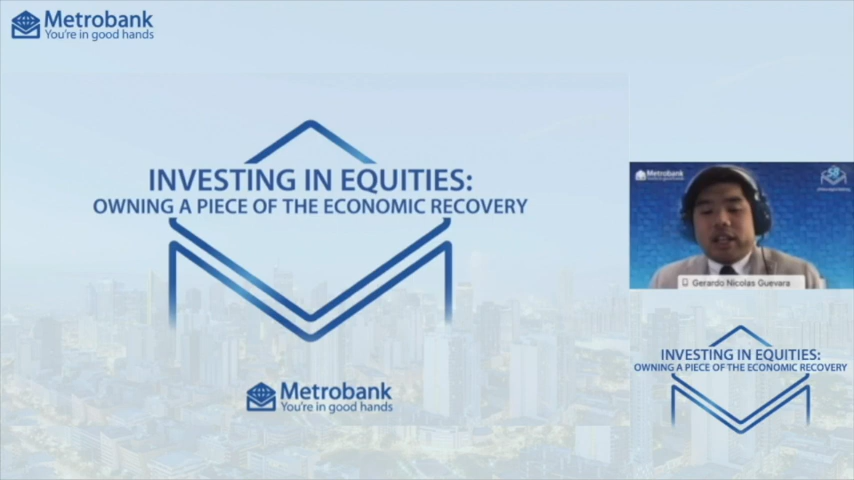 Metrobank
You're in good hands
INVESTING IN EQUITIES:
OWNING A PIECE OF THE ECONOMIC RECOVERY
Metrobank
You're in good hands
Metrobank
Gerardo Nicolas Guevara
INVESTING IN EQUITIES:
OWNING A PIECE OF THE ECONOMIC RECOVERY